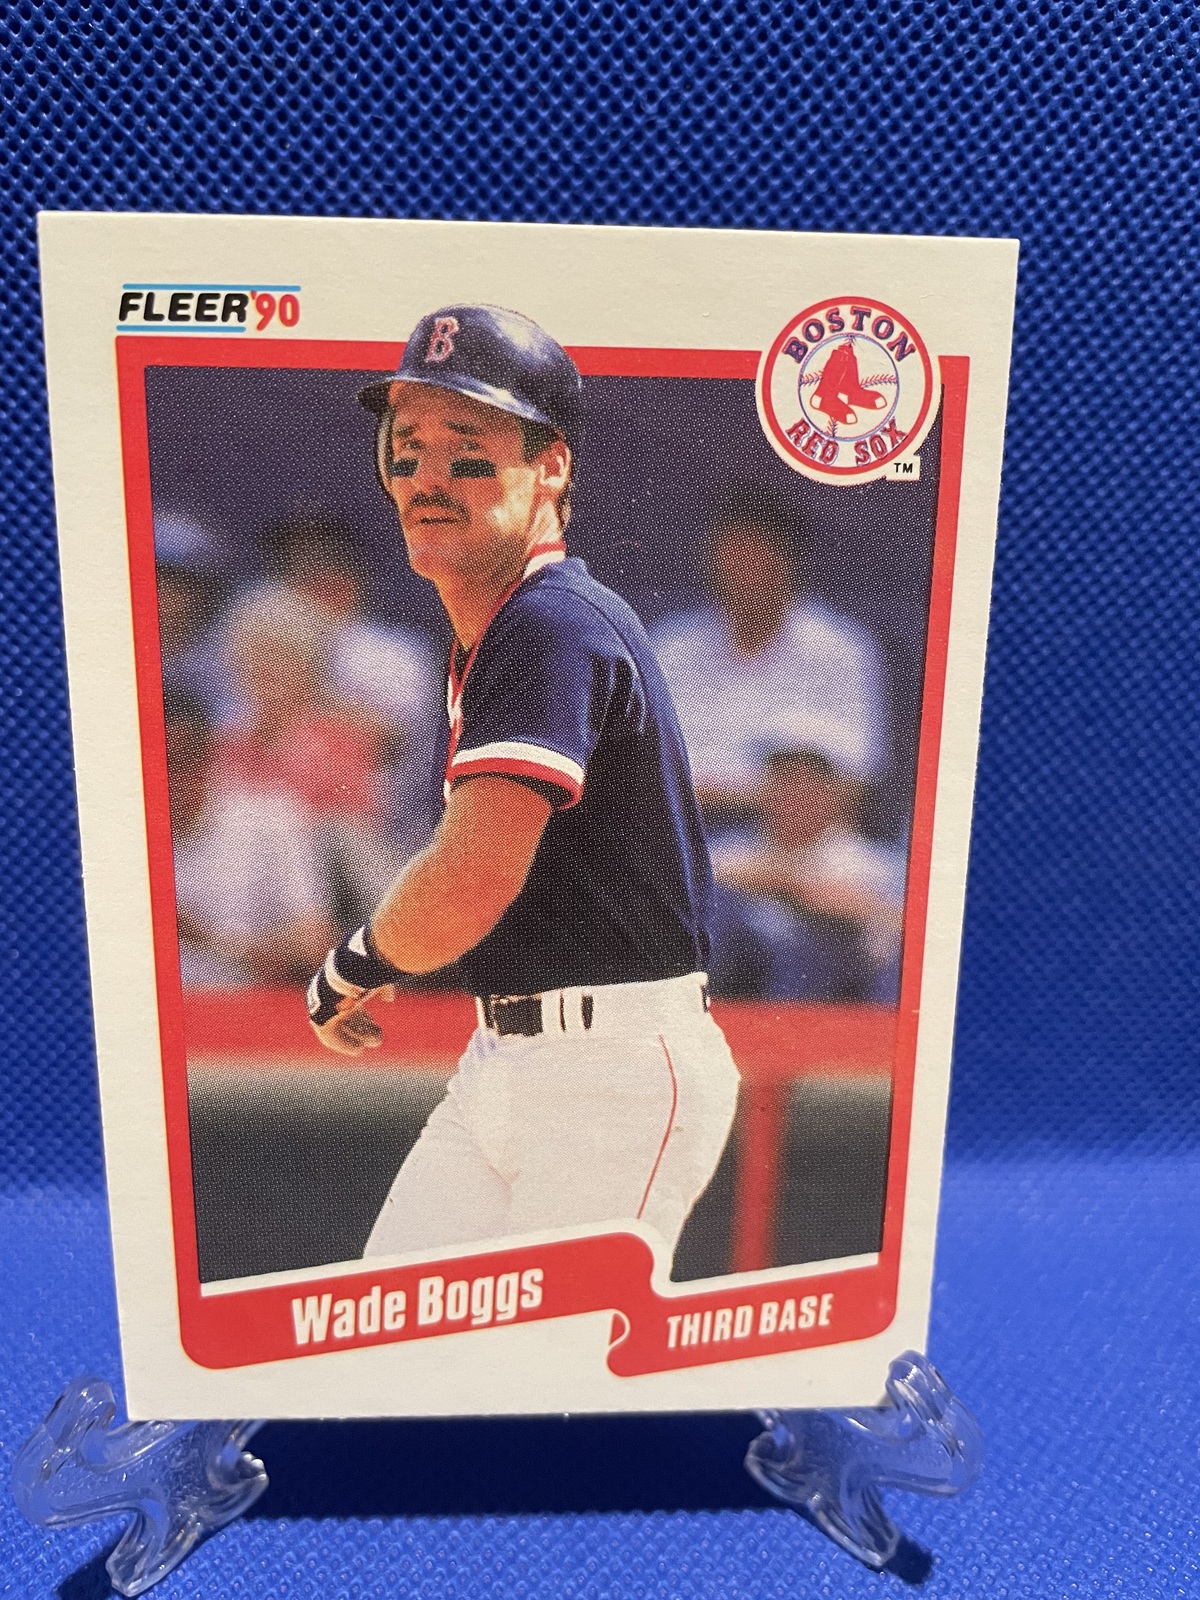 FLEER'90
BOSTON
RED SOX
TM
B
Wade Boggs
THIRD BASE